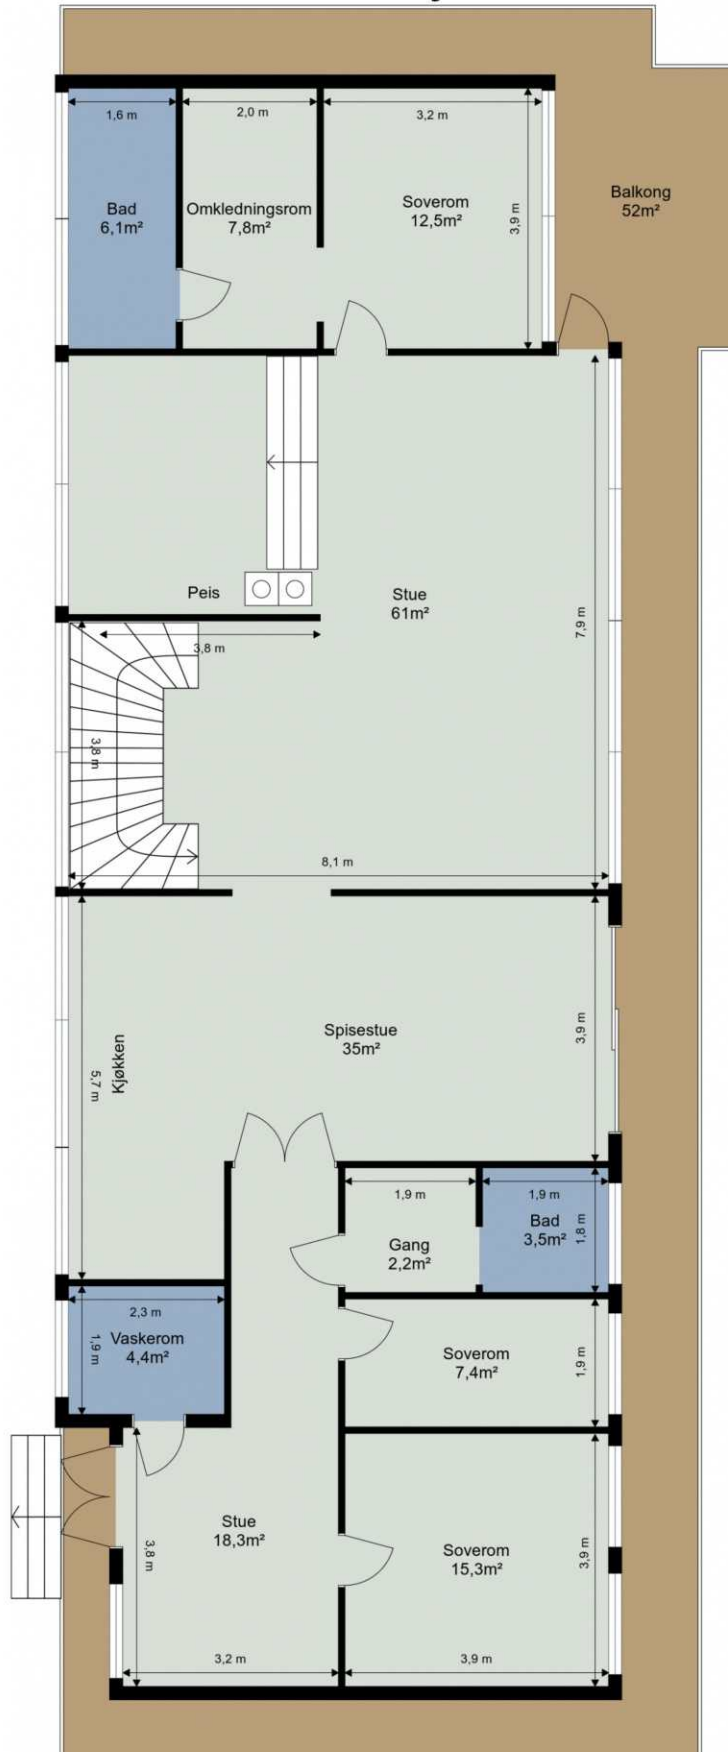 1,6 m
2,0 m
3,2 m
Bad
6,1m²
Omkledningsrom
7,8m²
Soverom
12,5m²
3,9 m
Balkong
52m²
Peis
Stue
61m²
7,9 m
3,8 m
3,8 m
8,1 m
Kjøkken
5,7 m
Spisestue
35m²
3,9 m
1,9 m
1,9 m
Gang
2,2m²
Bad
3,5m²
1,8 m
2,3 m
Vaskerom
4,4m²
1,9 m
Soverom
7,4m²
1,9 m
Stue
18,3m²
3,8 m
Soverom
15,3m²
3,9 m
3,2 m
3,9 m